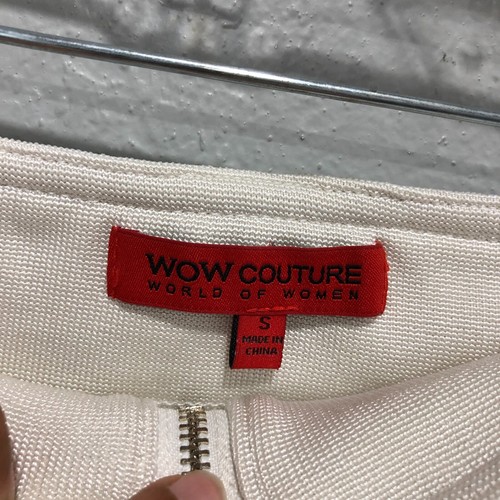 WOW COUTURE
WORLD OF WOMEN
S
MADE IN
CHINA